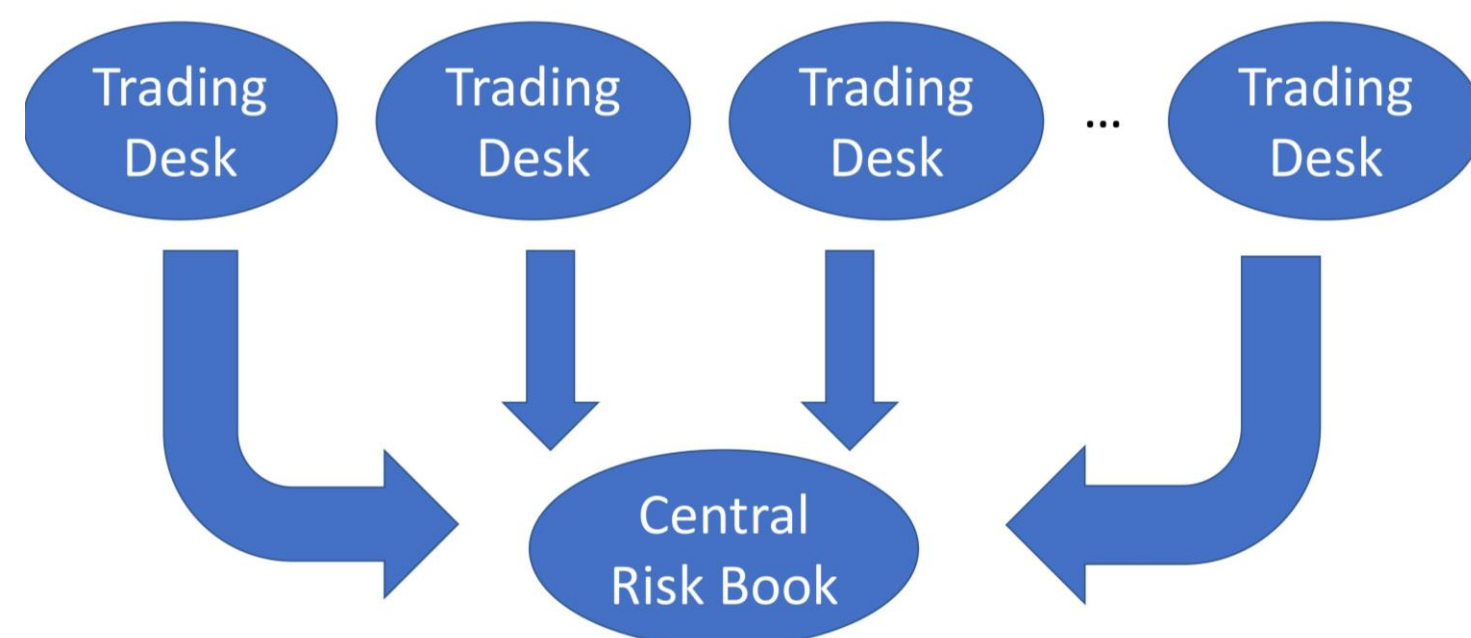 Trading
Desk
Trading
Desk
Trading
Desk
...
Trading
Desk
Central
Risk Book